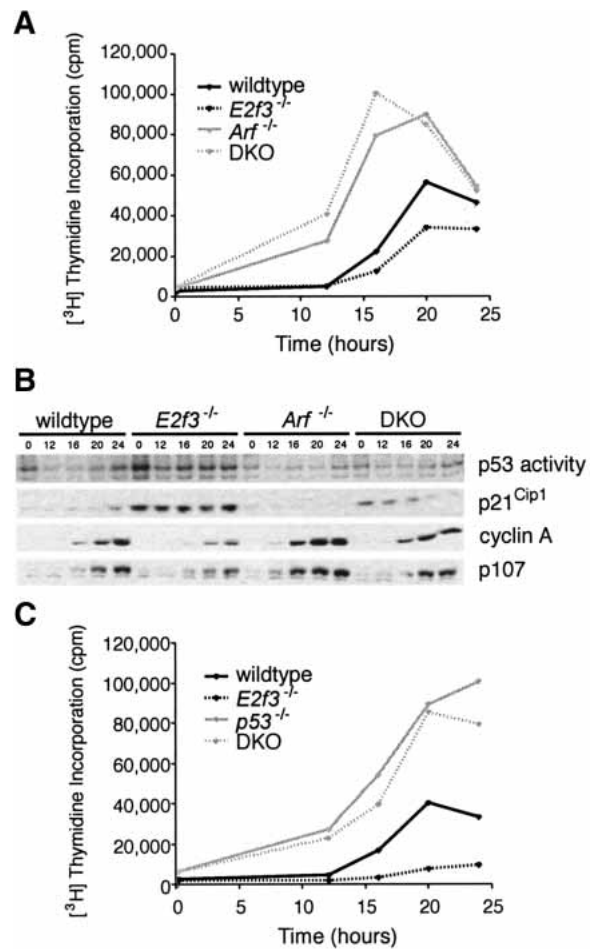 A
[³H] Thymidine Incorporation (cpm)
120,000
100,000
80,000
60,000
40,000
20,000
0
wildtype
E2f3 -/-
Arf -/-
DKO
0 5 10 15 20 25
Time (hours)
B
wildtype E2f3 -/- Arf -/- DKO
0 12 16 20 24 0 12 16 20 24 0 12 16 20 24 0 12 16 20 24
p53 activity
p21Cip1
cyclin A
p107
C
[³H] Thymidine Incorporation (cpm)
120,000
100,000
80,000
60,000
40,000
20,000
0
wildtype
E2f3-/-
p53-/-
DKO
0 5 10 15 20 25
Time (hours)